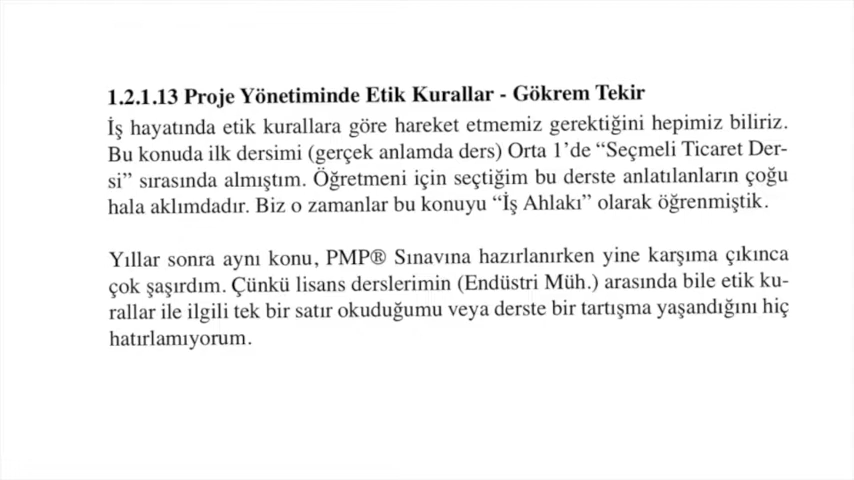 1.2.1.13 Proje Yönetiminde Etik Kurallar - Gökrem Tekir
İş hayatında etik kurallara göre hareket etmemiz gerektiğini hepimiz biliriz.
Bu konuda ilk dersimi (gerçek anlamda ders) Orta 1’de “Seçmeli Ticaret Der-
si” sırasında almıştım. Öğretmeni için seçtiğim bu derste anlatılanların çoğu
hala aklımdadır. Biz o zamanlar bu konuyu “İş Ahlakı” olarak öğrenmiştik.
Yıllar sonra aynı konu, PMP® Sınavına hazırlanırken yine karşıma çıkınca
çok şaşırdım. Çünkü lisans derslerimin (Endüstri Müh.) arasında bile etik ku-
rallar ile ilgili tek bir satır okuduğumu veya derste bir tartışma yaşandığını hiç
hatırlamıyorum.